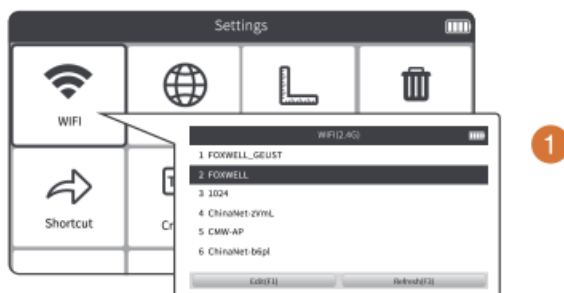 Settings
WIFI
Shortcut
WIFI(2.4G)
1 FOXWELL_GEUST
2 FOXWELL
3 1024
4 ChinaNet-zVmL
5 CMW-AP
6 ChinaNet-b6pl
Edit(F1)
Refresh(F2)
1